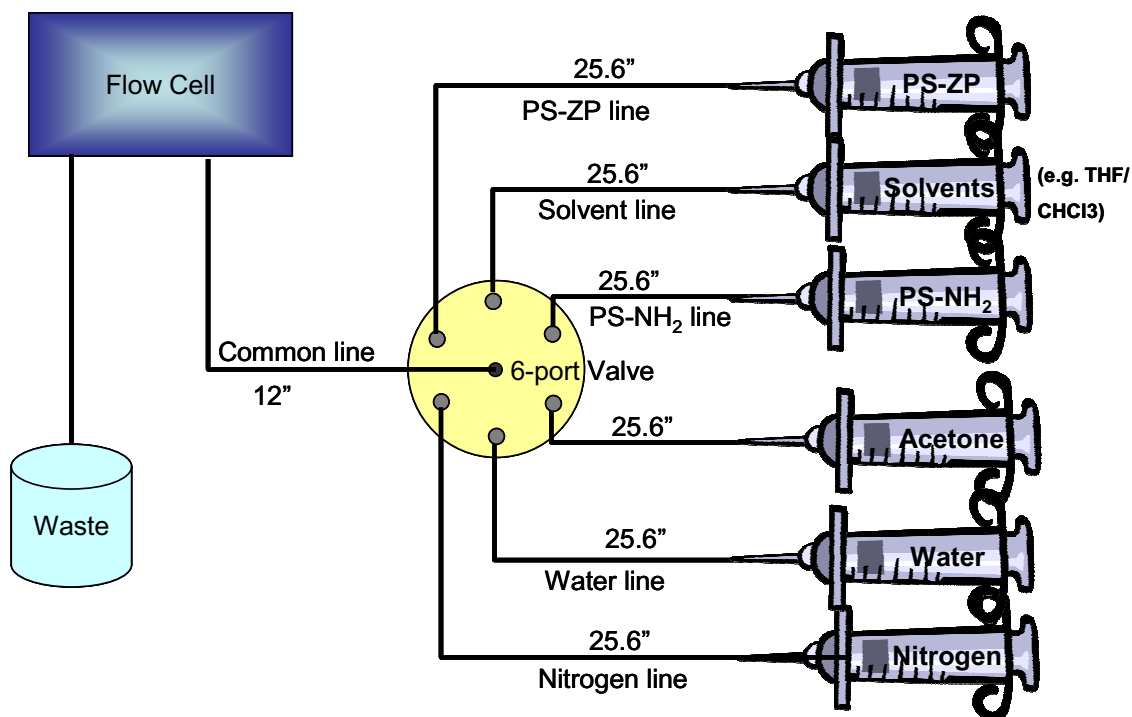 Flow Cell
25.6”
PS-ZP line
PS-ZP
25.6”
Solvent line
Solvents
(e.g. THF/
CHCl3)
25.6”
PS-NH₂ line
PS-NH₂
Common line
12”
6-port Valve
25.6”
Acetone
Waste
25.6”
Water line
Water
25.6”
Nitrogen line
Nitrogen